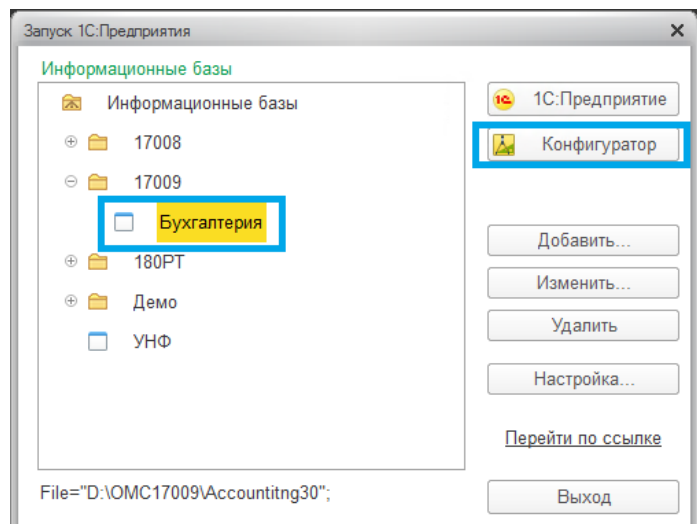 Запуск 1С:Предприятия
Информационные базы
Информационные базы
17008
17009
Бухгалтерия
180РТ
Демо
УНФ
File="D:\OMC17009\Accountitng30";
1С:Предприятие
Конфигуратор
Добавить...
Изменить...
Удалить
Настройка...
Перейти по ссылке
Выход